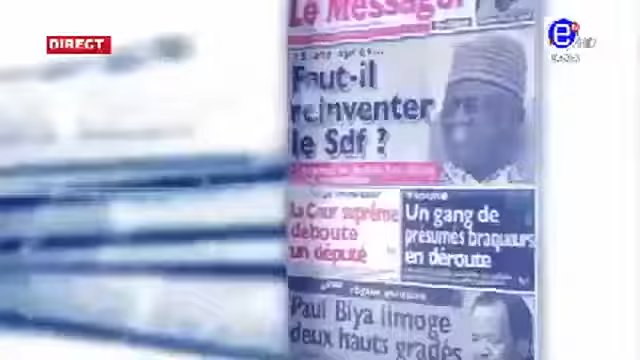 DIRECT
Le Messager
Faut-il
réinventer
le Sdf ?
La Cour suprême
déboute
un député
Un gang de
présumés braqueurs
en déroute
Paul Biya limoge
deux hauts gradés